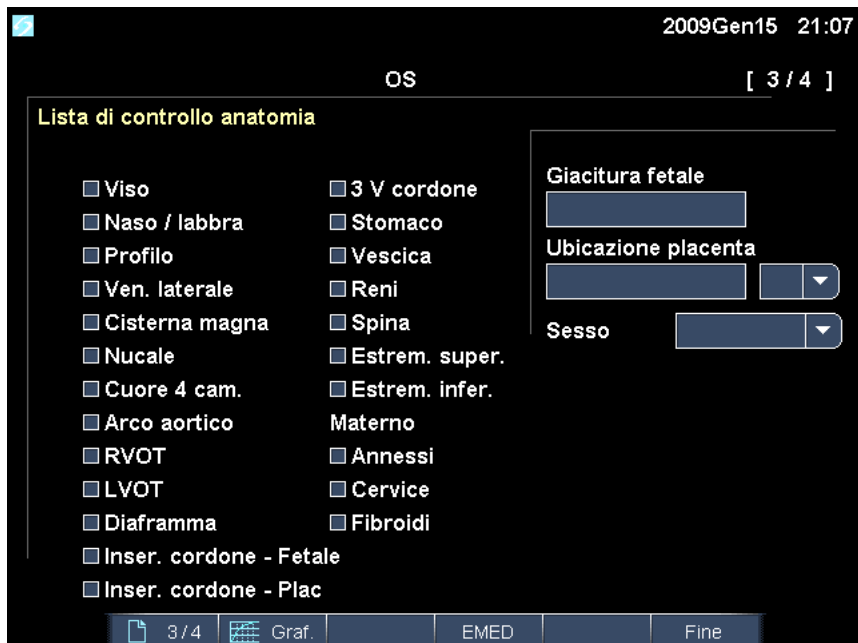 2009Gen15 21:07
OS [ 3/4 ]
Lista di controllo anatomia
Viso
Naso / labbra
Profilo
Ven. laterale
Cisterna magna
Nucale
Cuore 4 cam.
Arco aortico
RVOT
LVOT
Diaframma
Inser. cordone - Fetale
Inser. cordone - Plac
3 V cordone
Stomaco
Vescica
Reni
Spina
Estrem. super.
Estrem. infer.
Materno
Annessi
Cervice
Fibroidi
Giacitura fetale
Ubicazione placenta
Sesso
3/4 Graf. EMED Fine